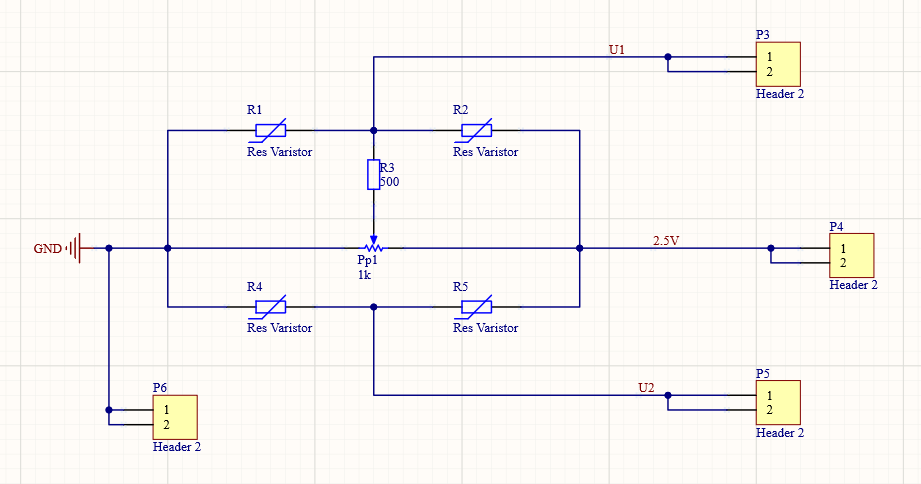 P3
U1
1
2
Header 2
R1
R2
Res Varistor
Res Varistor
R3
500
GND
2.5V
P4
1
2
Header 2
Pp1
1k
R4
R5
Res Varistor
Res Varistor
P5
U2
1
2
Header 2
P6
1
2
Header 2